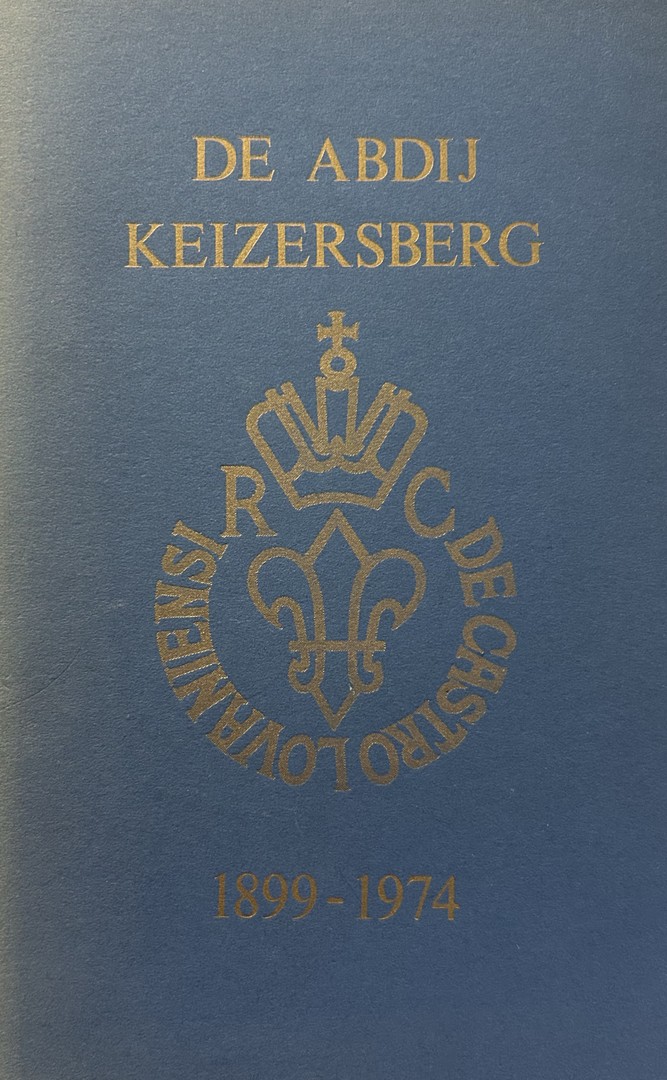 DE ABDIJ
KEIZERSBERG
R C
DE CASTRO LOVANIENSI
1899-1974